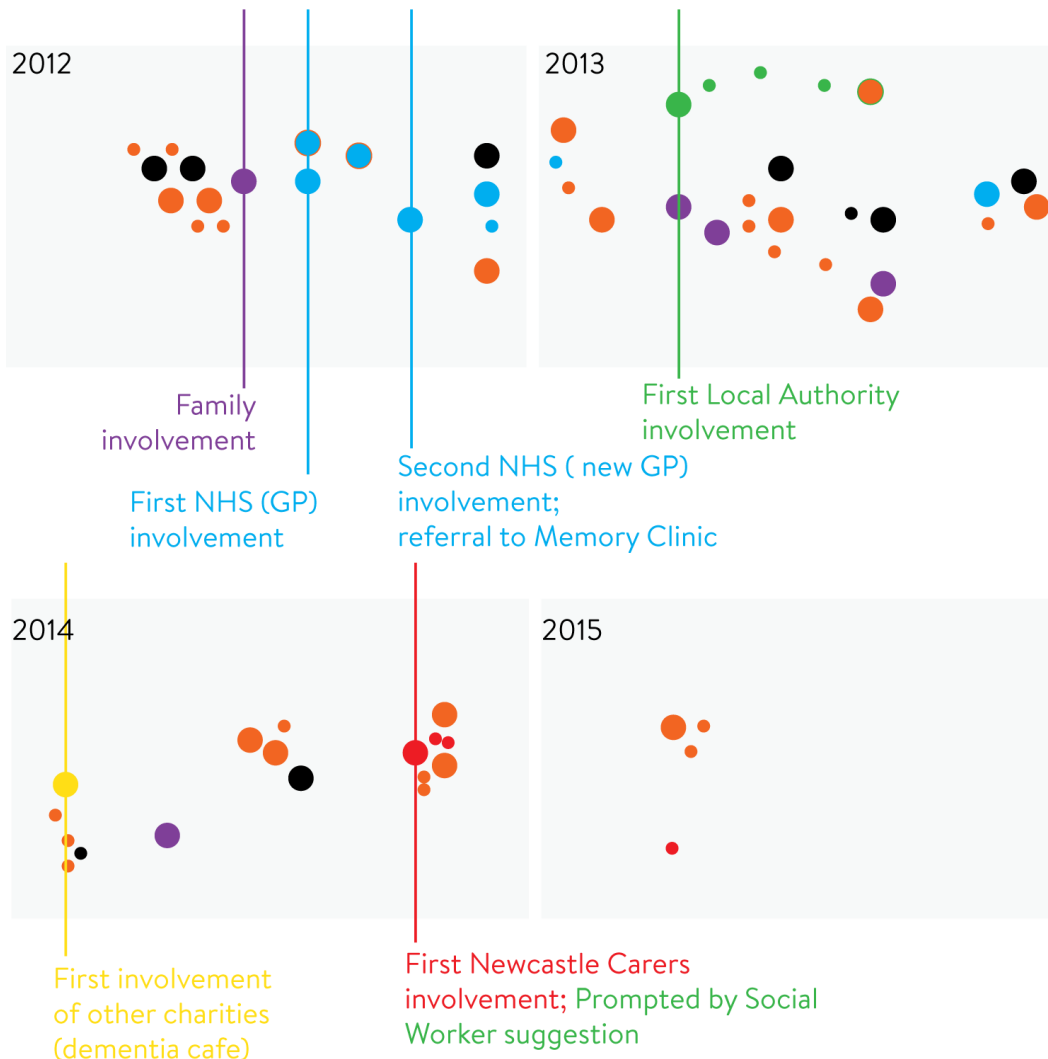 2012
2013
Family
involvement
First NHS (GP)
involvement
Second NHS ( new GP)
involvement;
referral to Memory Clinic
First Local Authority
involvement
2014
2015
First involvement
of other charities
(dementia cafe)
First Newcastle Carers
involvement; Prompted by Social
Worker suggestion